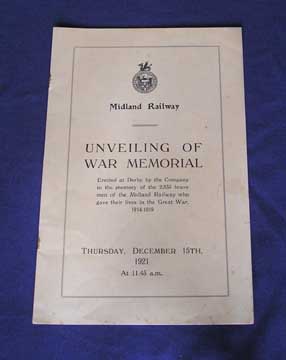 Midland Railway
UNVEILING OF
WAR MEMORIAL
Erected at Derby by the Company
to the memory of the 2833 brave
men of the Midland Railway who
gave their lives in the Great War,
1914-1919
THURSDAY, DECEMBER 15TH,
1921
At 11.45 a.m.